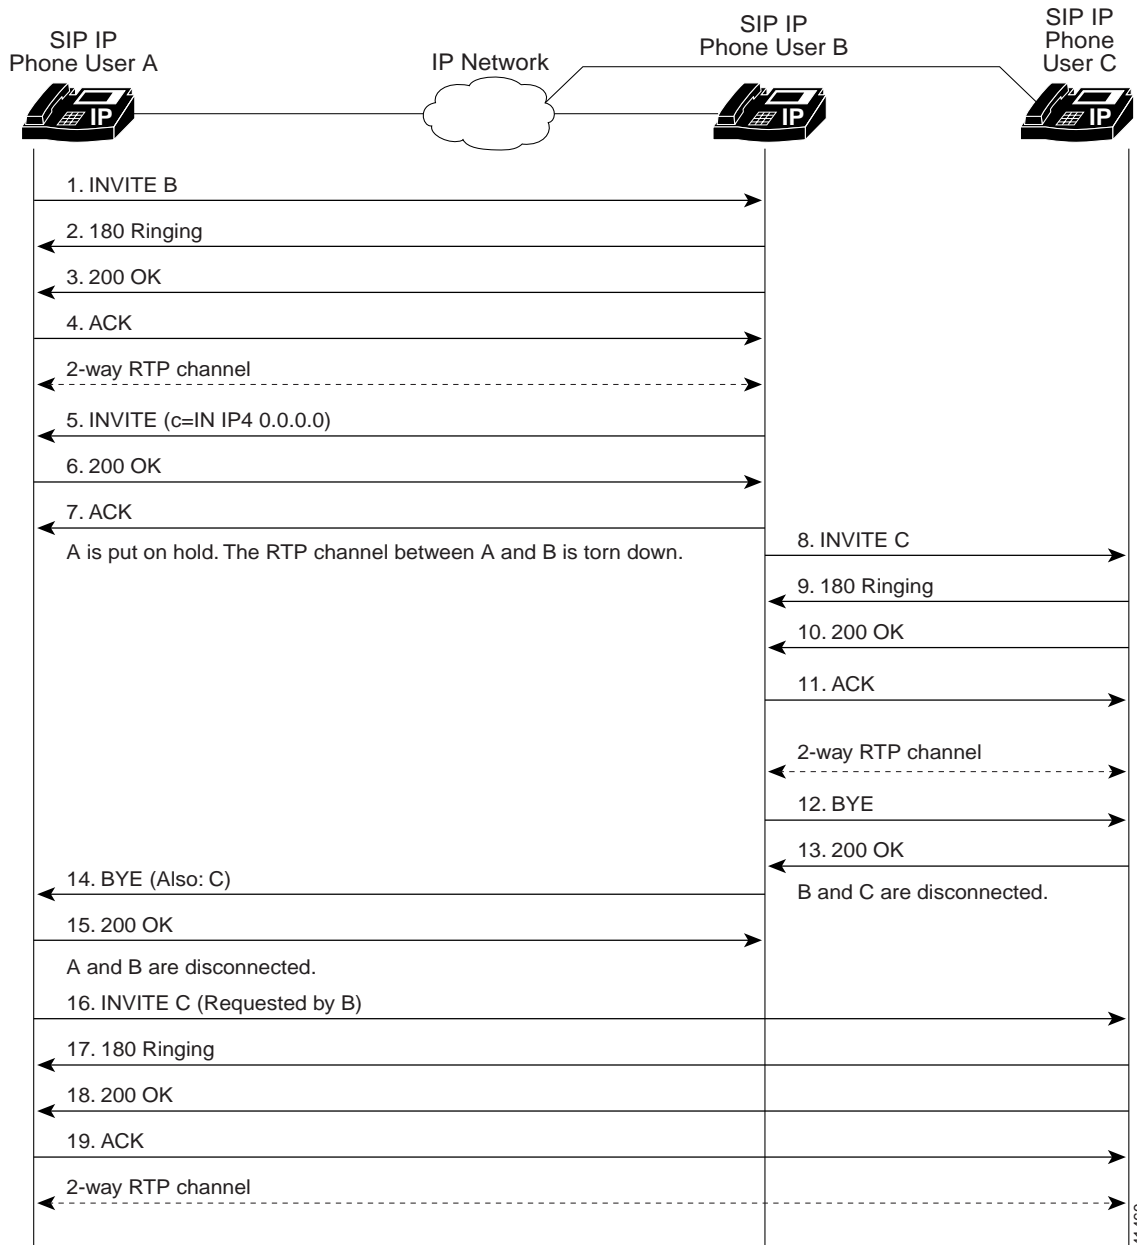 SIP IP
Phone User A
IP Network
SIP IP
Phone User B
SIP IP
Phone
User C
IP
IP
IP
1. INVITE B
2. 180 Ringing
3. 200 OK
4. ACK
2-way RTP channel
5. INVITE (c=IN IP4 0.0.0.0)
6. 200 OK
7. ACK
A is put on hold. The RTP channel between A and B is torn down.
8. INVITE C
9. 180 Ringing
10. 200 OK
11. ACK
2-way RTP channel
12. BYE
13. 200 OK
B and C are disconnected.
14. BYE (Also: C)
15. 200 OK
A and B are disconnected.
16. INVITE C (Requested by B)
17. 180 Ringing
18. 200 OK
19. ACK
2-way RTP channel